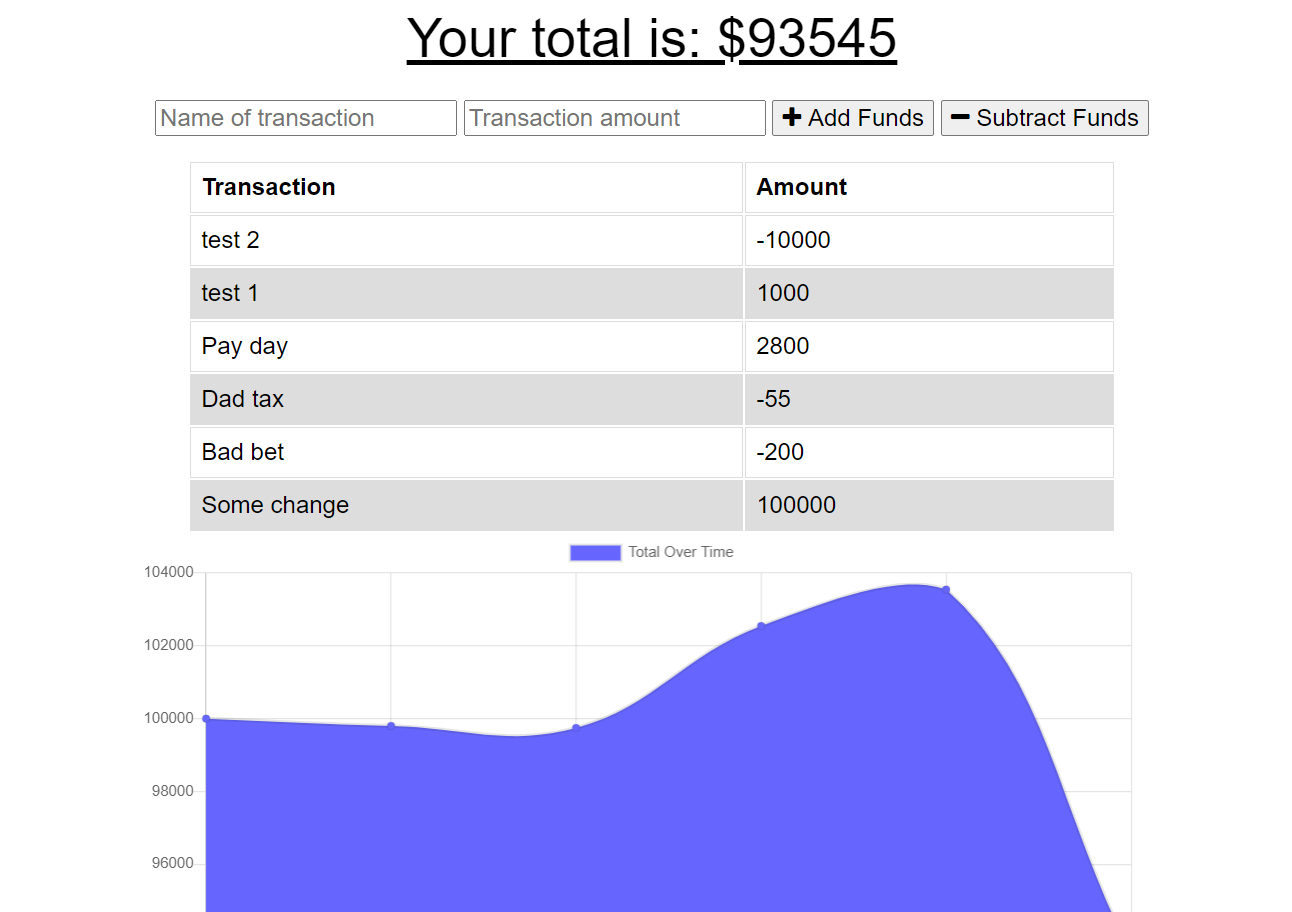 Your total is: $93545
Name of transaction Transaction amount Add Funds Subtract Funds
Transaction Amount
test 2 -10000
test 1 1000
Pay day 2800
Dad tax -55
Bad bet -200
Some change 100000
Total Over Time
104000
102000
100000
98000
96000